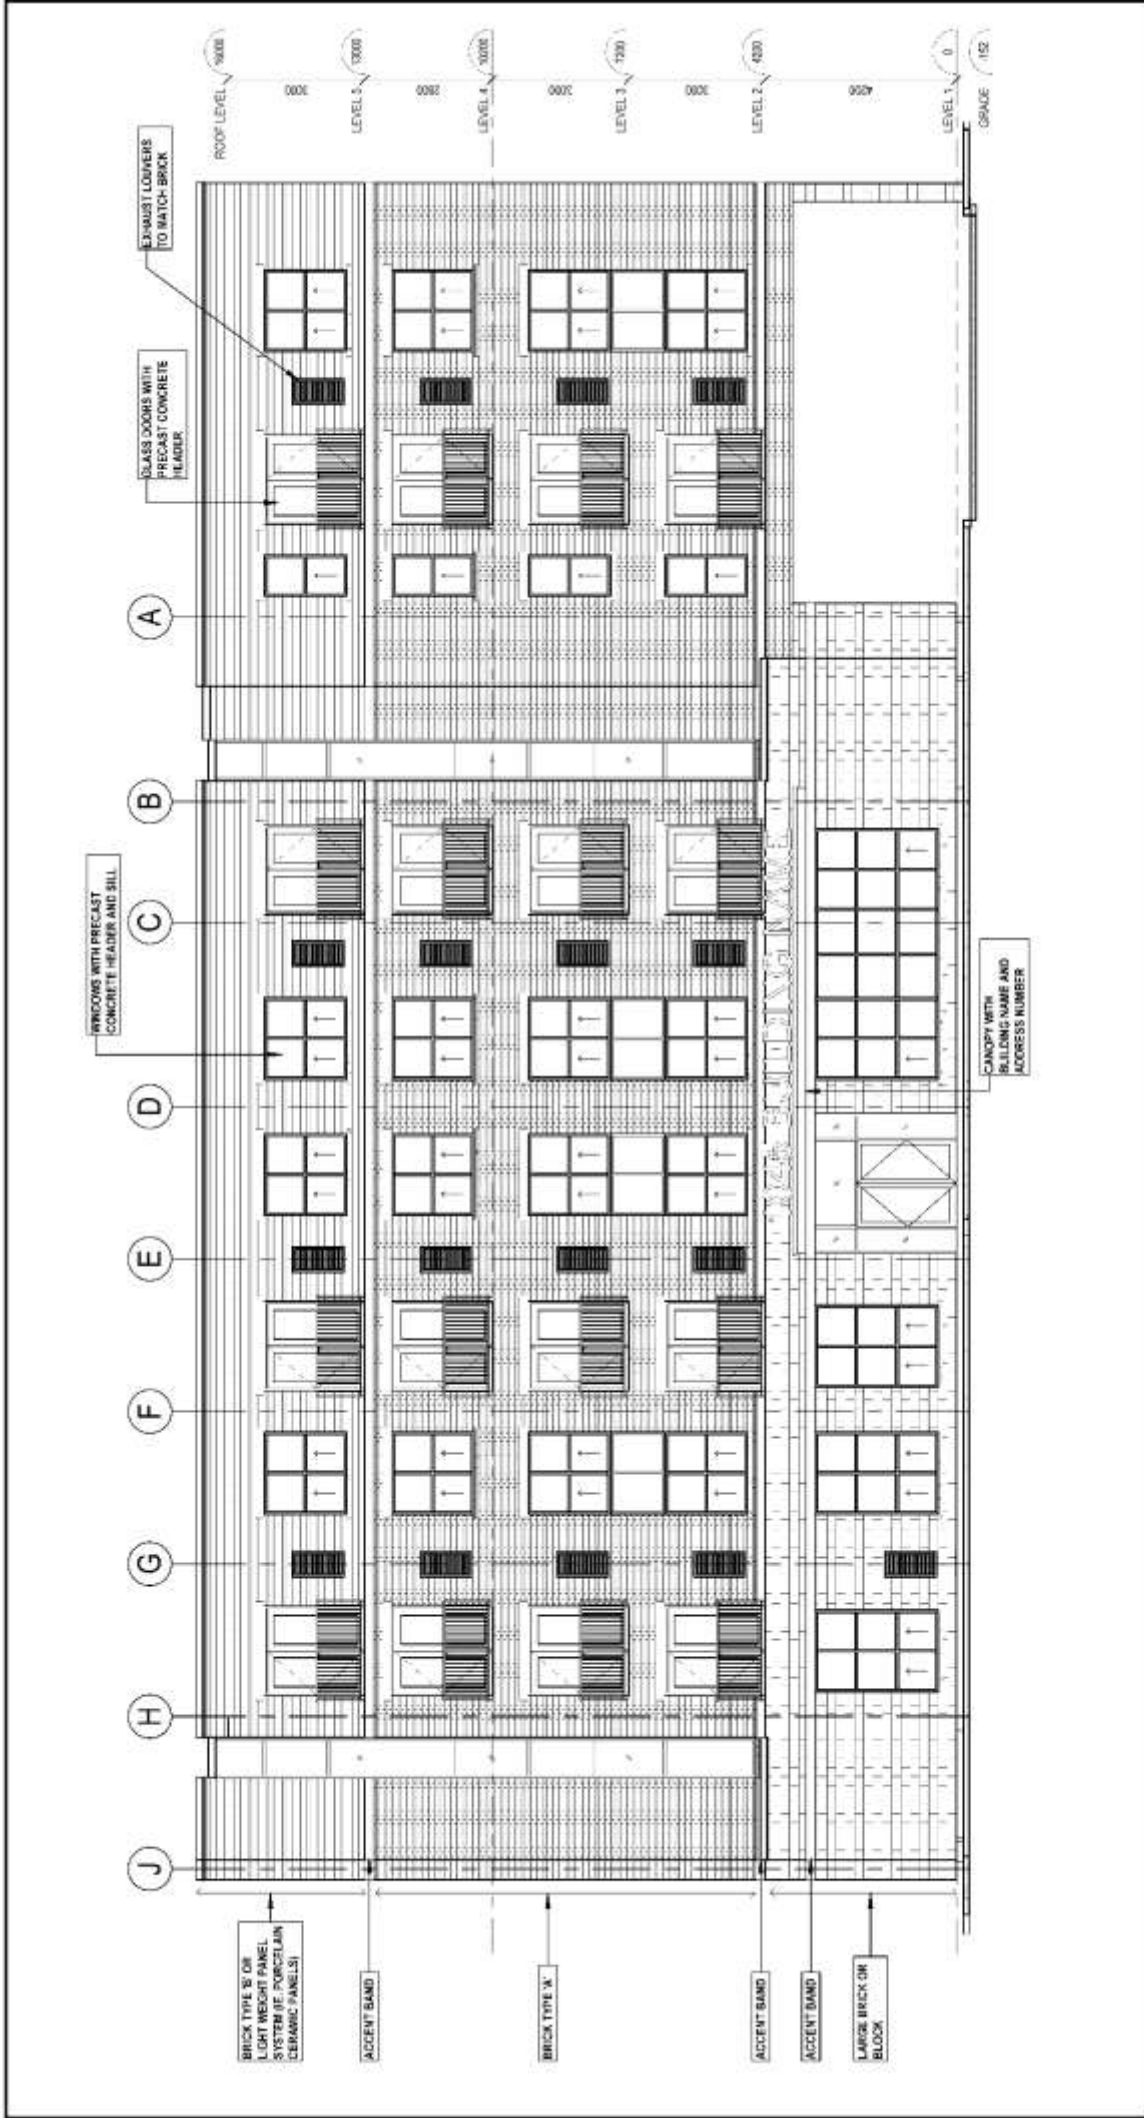 WINDOWS WITH PRECAST
CONCRETE HEADER AND SILL
GLASS DOORS WITH
PRECAST CONCRETE
HEADER
EXHAUST LOUVERS
TO MATCH BRICK
J
H
G
F
E
D
C
B
A
ROOF LEVEL
16000
3000
LEVEL 5
13000
2800
LEVEL 4
10200
3000
LEVEL 3
7200
3000
LEVEL 2
4200
4200
LEVEL 1
0
GRADE
-152
BRICK TYPE 'B' OR
LIGHT WEIGHT PANEL
SYSTEM (IE. PORCELAIN
CERAMIC PANELS)
ACCENT BAND
BRICK TYPE 'A'
ACCENT BAND
ACCENT BAND
LARGE BRICK OR
BLOCK
BUILDING NAME
CANOPY WITH
BUILDING NAME AND
ADDRESS NUMBER